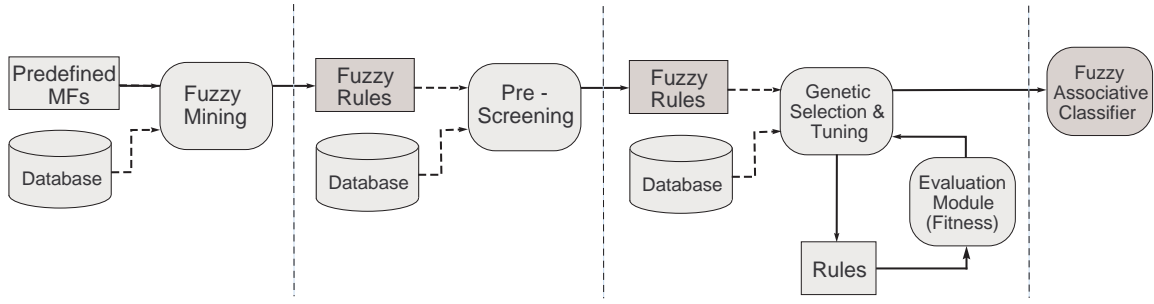 Predefined
MFs
Database
Fuzzy
Mining
Fuzzy
Rules
Database
Pre -
Screening
Fuzzy
Rules
Database
Genetic
Selection &
Tuning
Rules
Evaluation
Module
(Fitness)
Fuzzy
Associative
Classifier